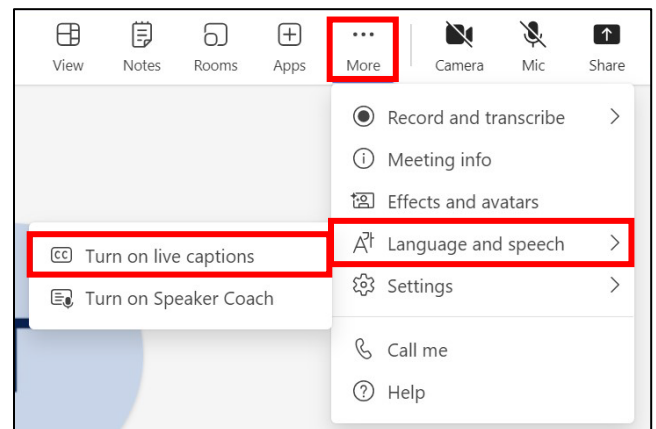 View Notes Rooms Apps More Camera Mic Share
Record and transcribe
Meeting info
Effects and avatars
Language and speech
Settings
Call me
Help
Turn on live captions
Turn on Speaker Coach